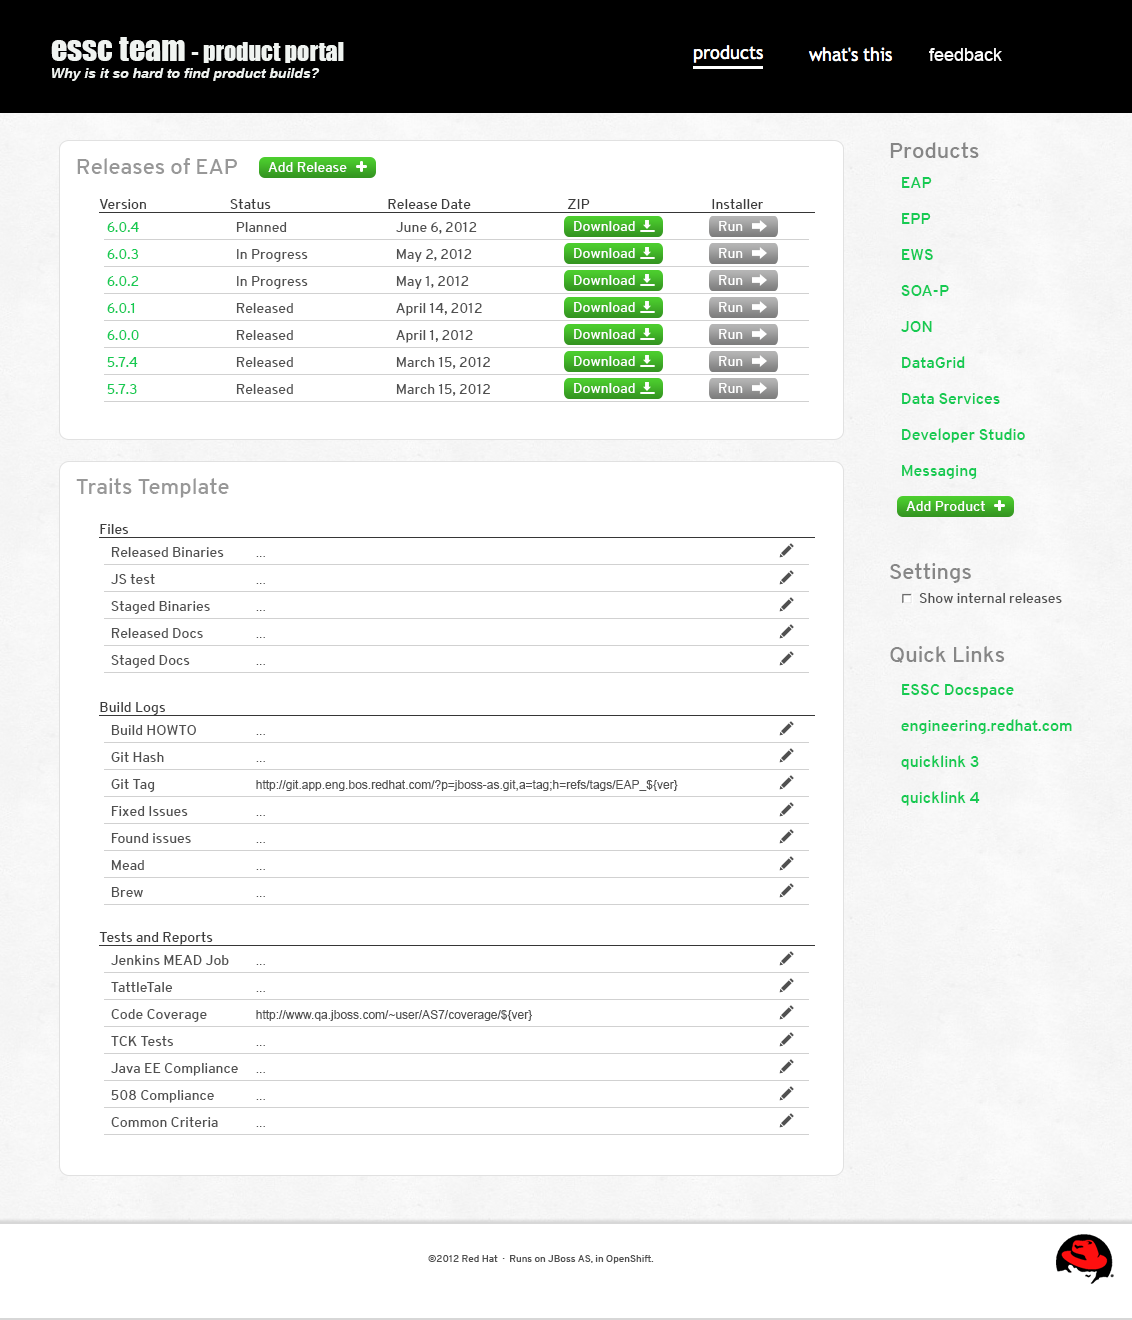 essc team - product portal
Why is it so hard to find product builds?
products what's this feedback
Releases of EAP Add Release
Version Status Release Date ZIP Installer
6.0.4 Planned June 6, 2012 Download Run
6.0.3 In Progress May 2, 2012 Download Run
6.0.2 In Progress May 1, 2012 Download Run
6.0.1 Released April 14, 2012 Download Run
6.0.0 Released April 1, 2012 Download Run
5.7.4 Released March 15, 2012 Download Run
5.7.3 Released March 15, 2012 Download Run
Traits Template
Files
Released Binaries ...
JS test ...
Staged Binaries ...
Released Docs ...
Staged Docs ...
Build Logs
Build HOWTO ...
Git Hash ...
Git Tag http://git.app.eng.bos.redhat.com/?p=jboss-as.git,a=tag;h=refs/tags/EAP_${ver}
Fixed Issues ...
Found issues ...
Mead ...
Brew ...
Tests and Reports
Jenkins MEAD Job ...
TattleTale ...
Code Coverage http://www.qa.jboss.com/~user/AS7/coverage/${ver}
TCK Tests ...
Java EE Compliance ...
508 Compliance ...
Common Criteria ...
Products
EAP
EPP
EWS
SOA-P
JON
DataGrid
Data Services
Developer Studio
Messaging
Add Product
Settings
Show internal releases
Quick Links
ESSC Docspace
engineering.redhat.com
quicklink 3
quicklink 4
©2012 Red Hat · Runs on JBoss AS, in OpenShift.